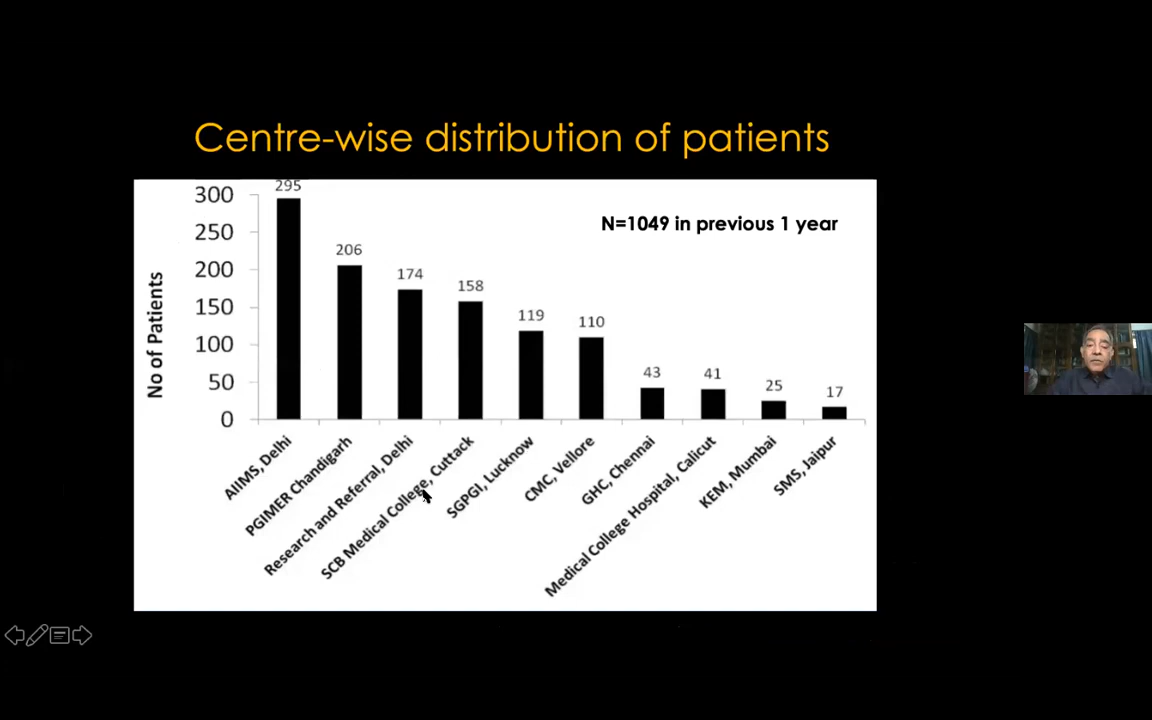 Centre-wise distribution of patients
N=1049 in previous 1 year
No of Patients
300
250
200
150
100
50
0
295
206
174
158
119
110
43
41
25
17
AIIMS, Delhi
PGIMER Chandigarh
Research and Referral, Delhi
SCB Medical College, Cuttack
SGPGI, Lucknow
CMC, Vellore
GHC, Chennai
Medical College Hospital, Calicut
KEM, Mumbai
SMS, Jaipur